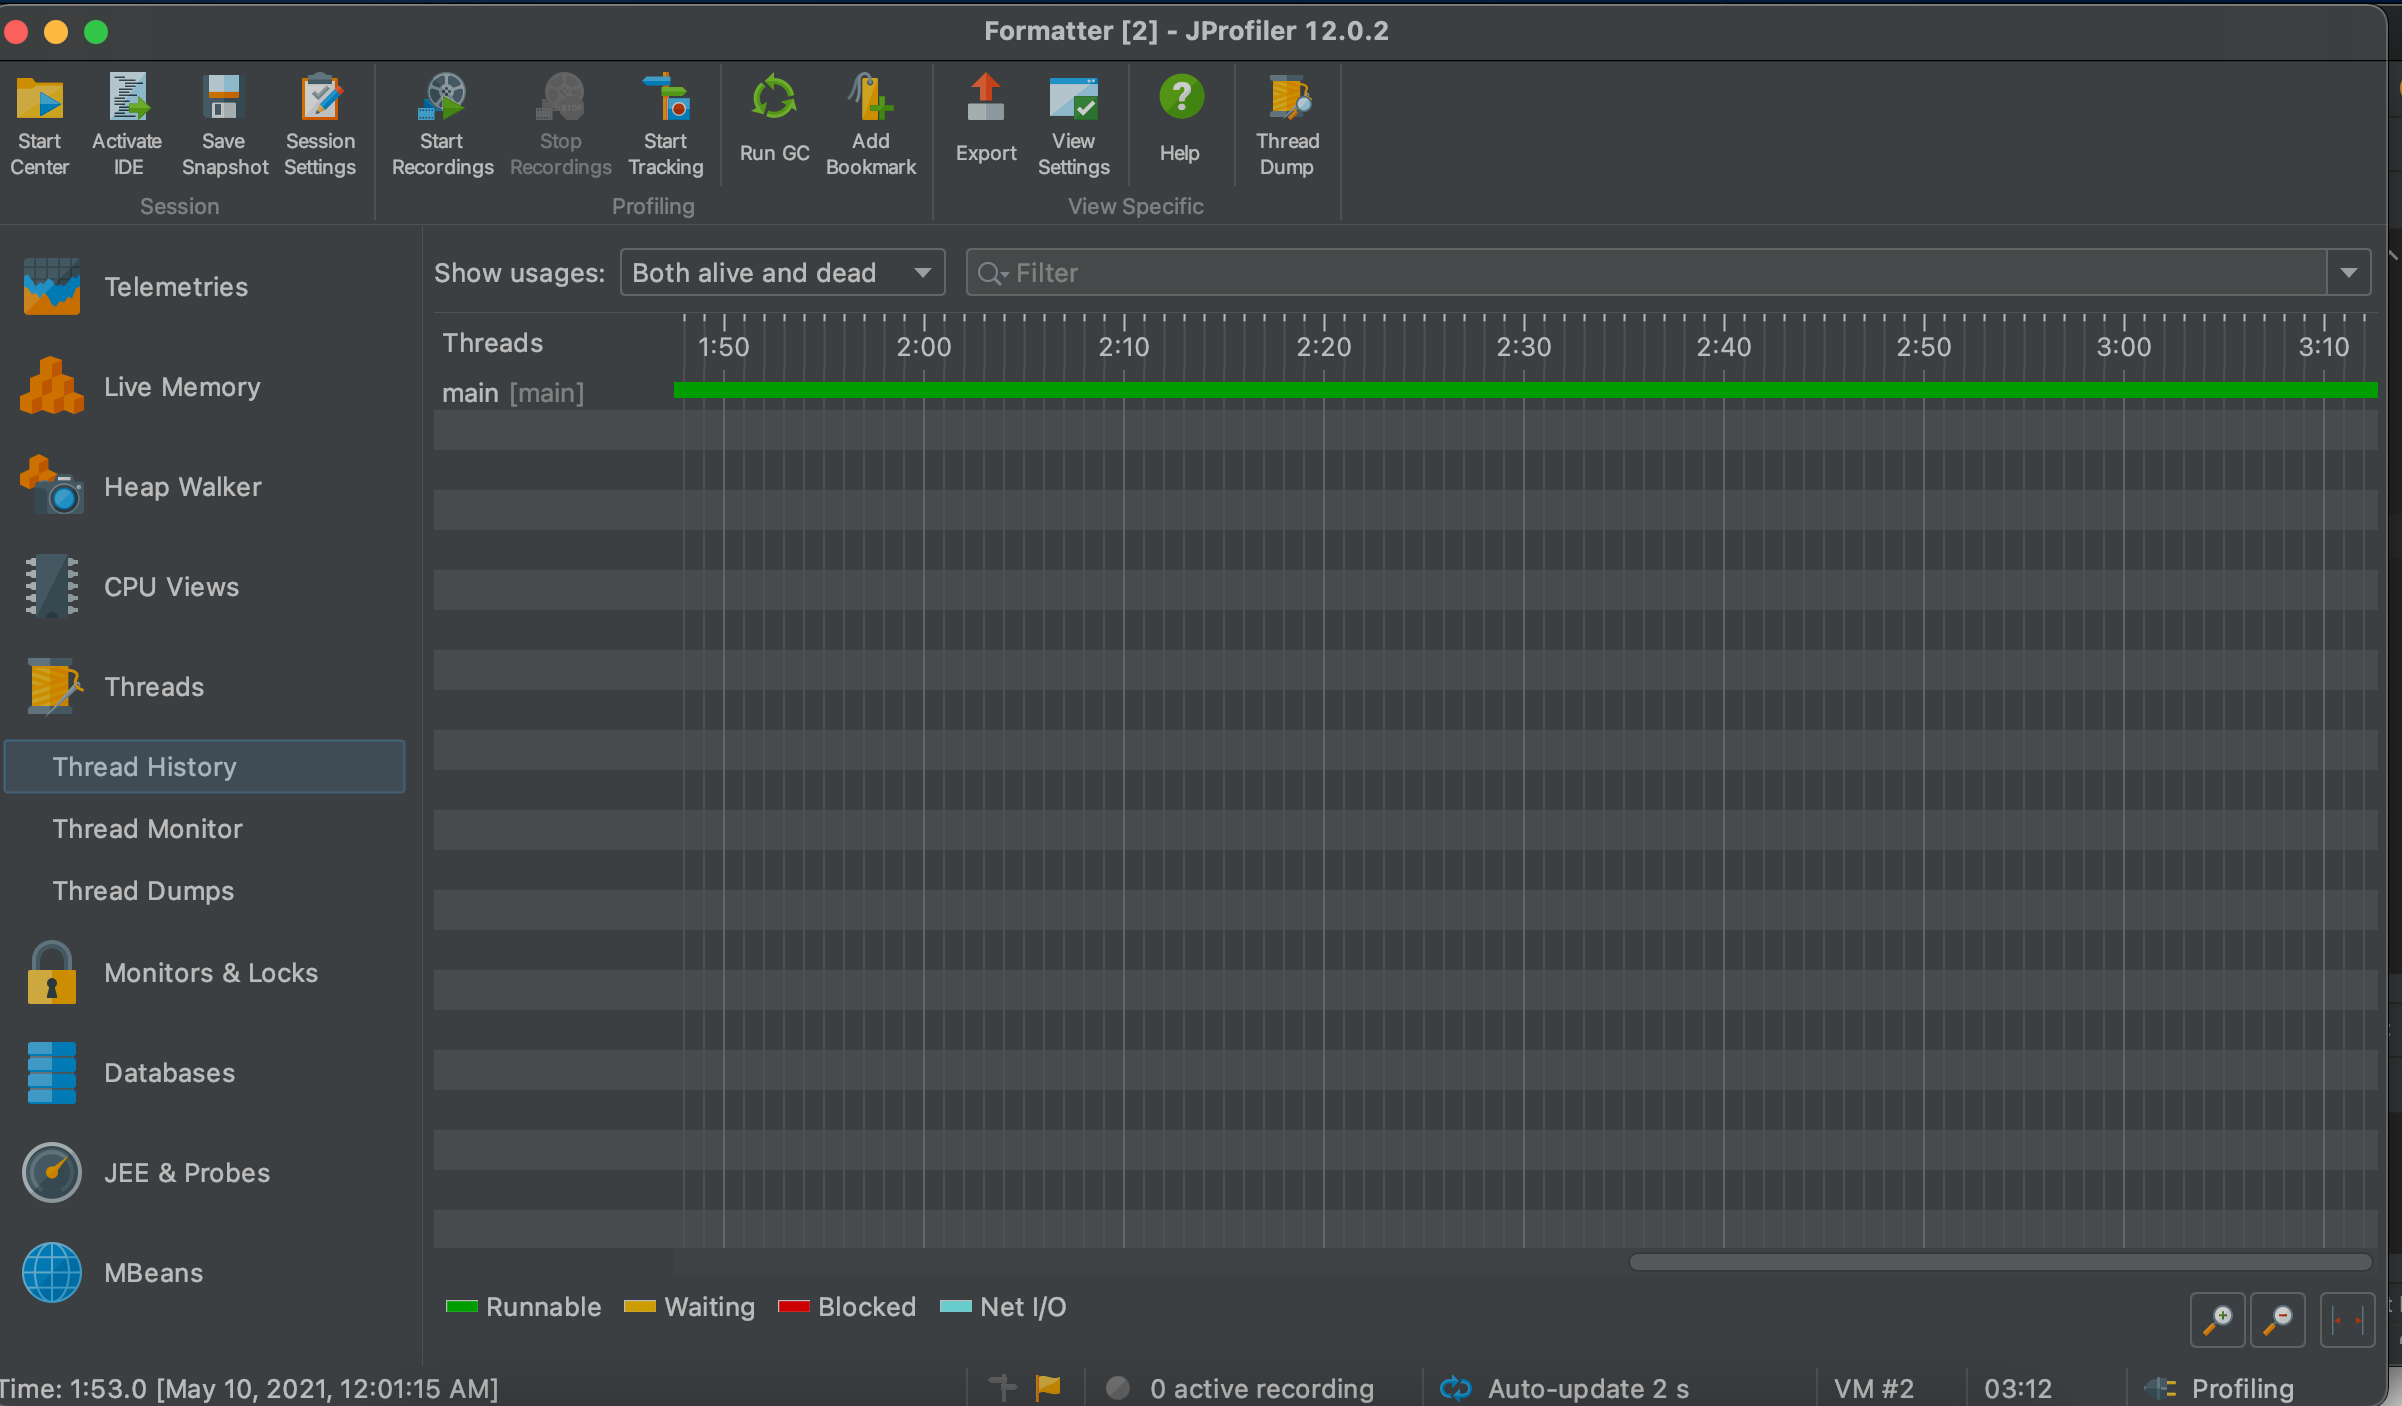 Formatter [2] - JProfiler 12.0.2
Start Center
Activate IDE
Save Snapshot
Session Settings
Start Recordings
Stop Recordings
Start Tracking
Run GC
Add Bookmark
Export
View Settings
Help
Thread Dump
Session
Profiling
View Specific
Telemetries
Live Memory
Heap Walker
CPU Views
Threads
Thread History
Thread Monitor
Thread Dumps
Monitors & Locks
Databases
JEE & Probes
MBeans
Show usages: Both alive and dead Filter
Threads 1:50 2:00 2:10 2:20 2:30 2:40 2:50 3:00 3:10
main [main]
Runnable Waiting Blocked Net I/O
Time: 1:53.0 [May 10, 2021, 12:01:15 AM] 0 active recording Auto-update 2 s VM #2 03:12 Profiling